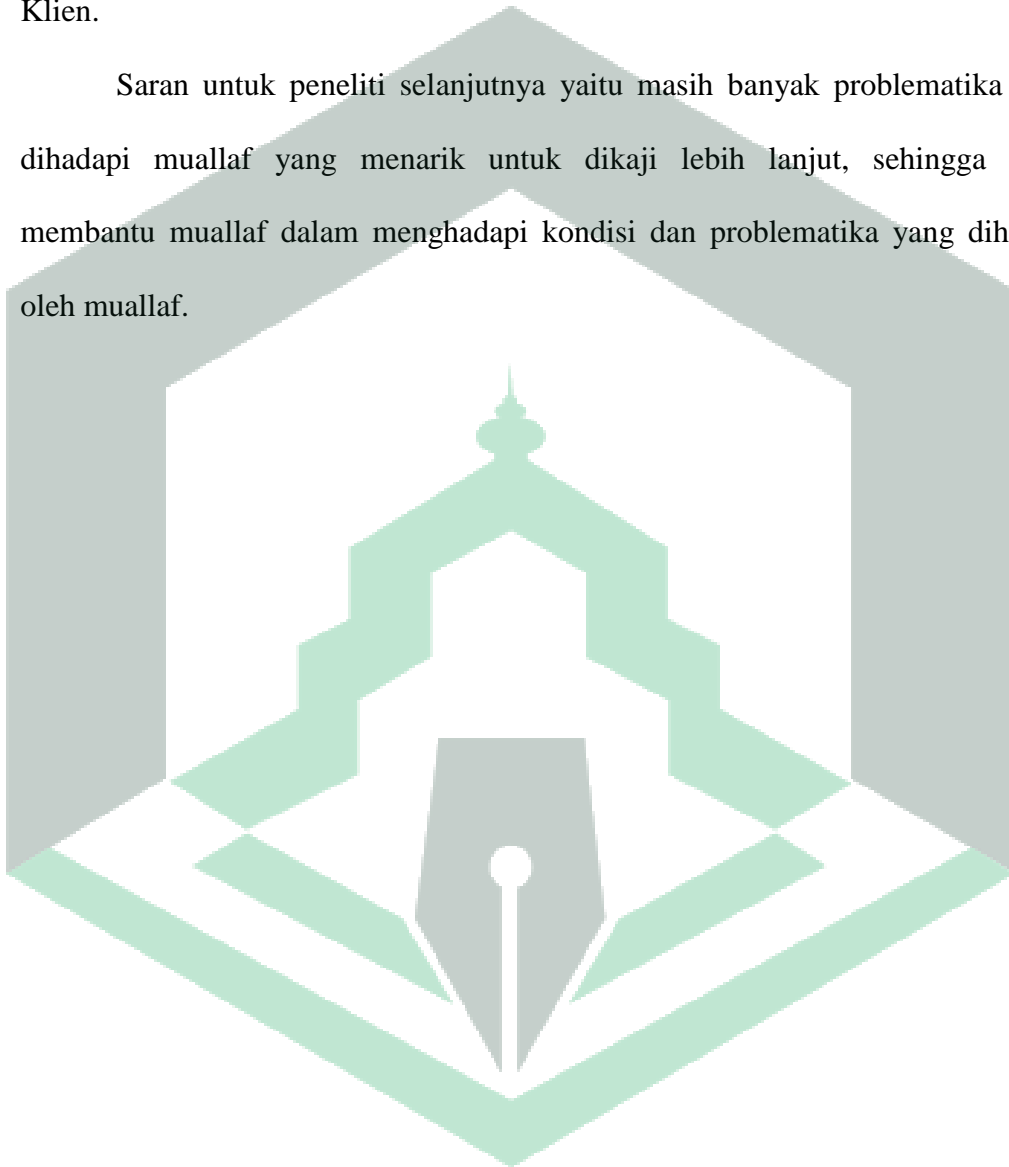 Klien.
Saran untuk peneliti selanjutnya yaitu masih banyak problematika
dihadapi muallaf yang menarik untuk dikaji lebih lanjut, sehingga
membantu muallaf dalam menghadapi kondisi dan problematika yang dih
oleh muallaf.